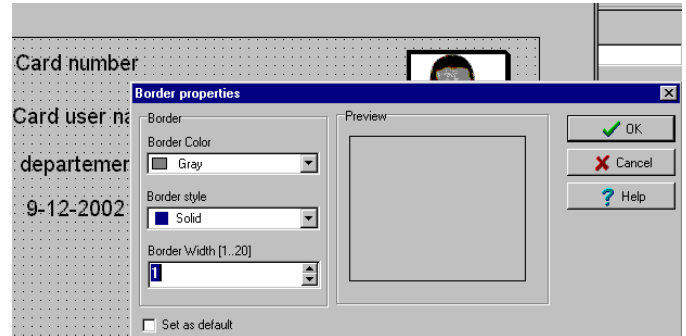 Card number
Border properties
Card user na
departemen
9-12-2002
Border
Border Color
Gray
Border style
Solid
Border Width [1..20]
1
Set as default
Preview
OK
Cancel
? Help